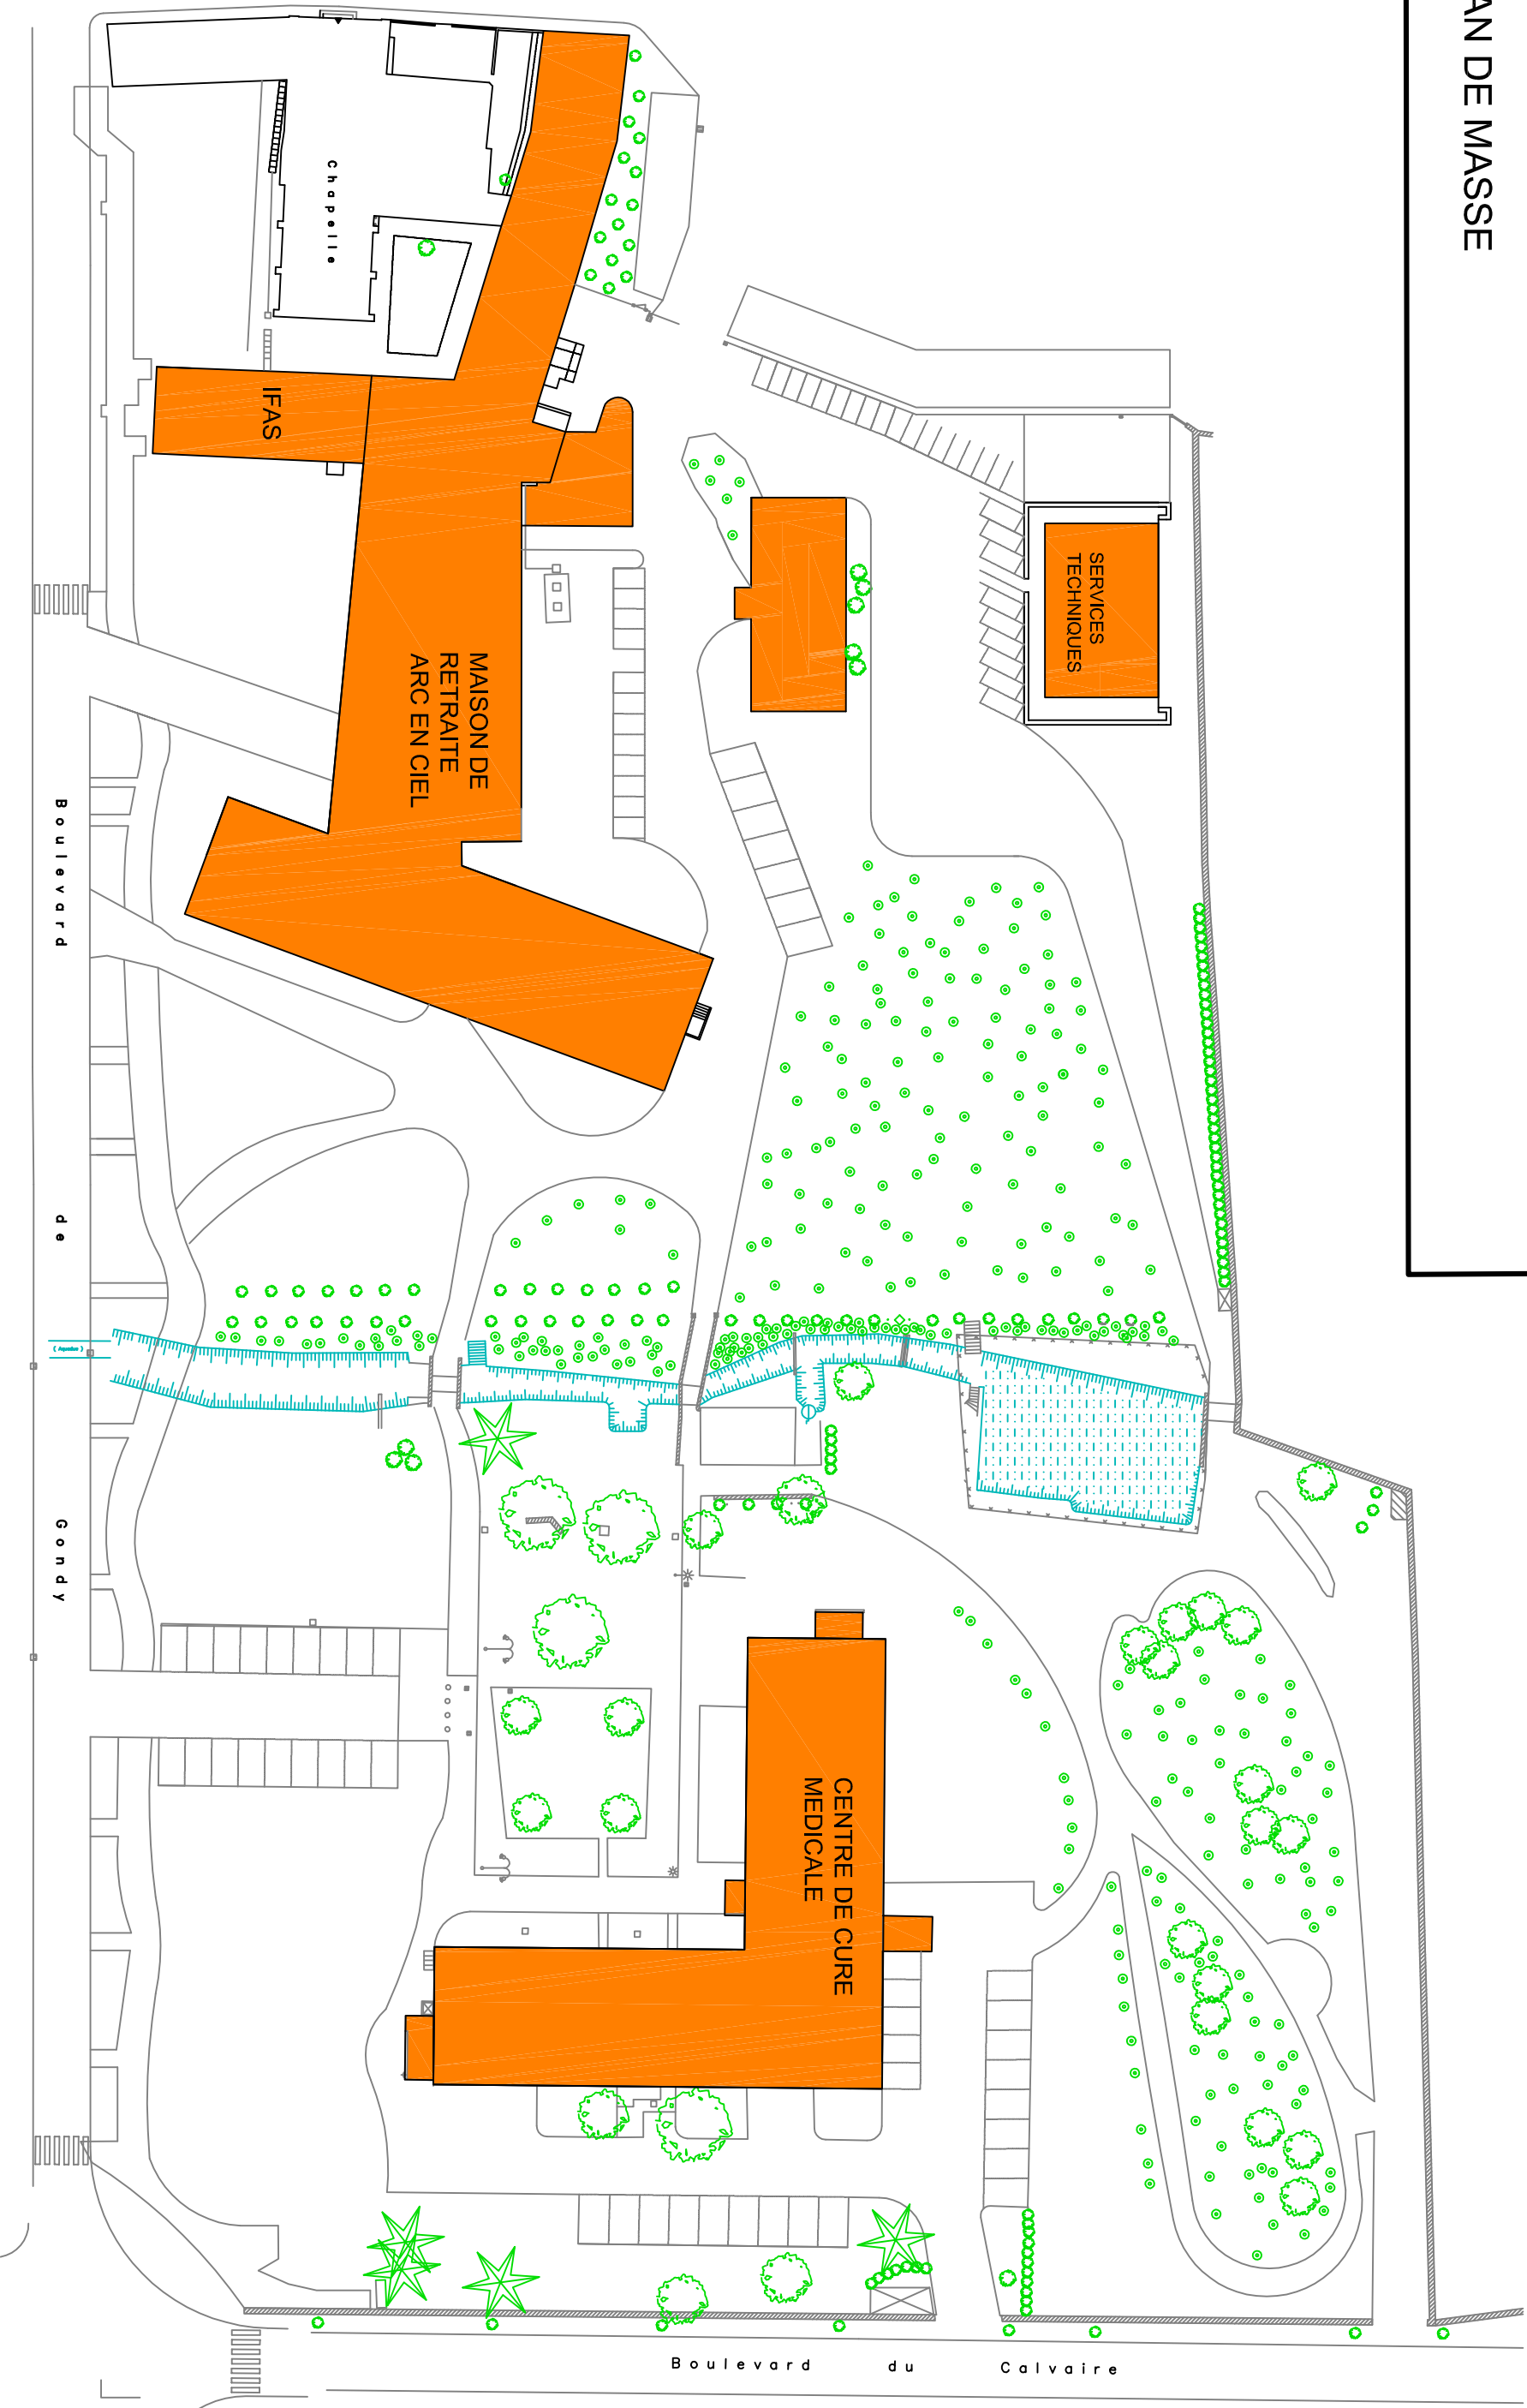 AN DE MASSE
Chapelle
IFAS
SERVICES
TECHNIQUES
MAISON DE
RETRAITE
ARC EN CIEL
Boulevard de Gondy
( Aqueduc )
CENTRE DE CURE
MEDICALE
Boulevard du Calvaire